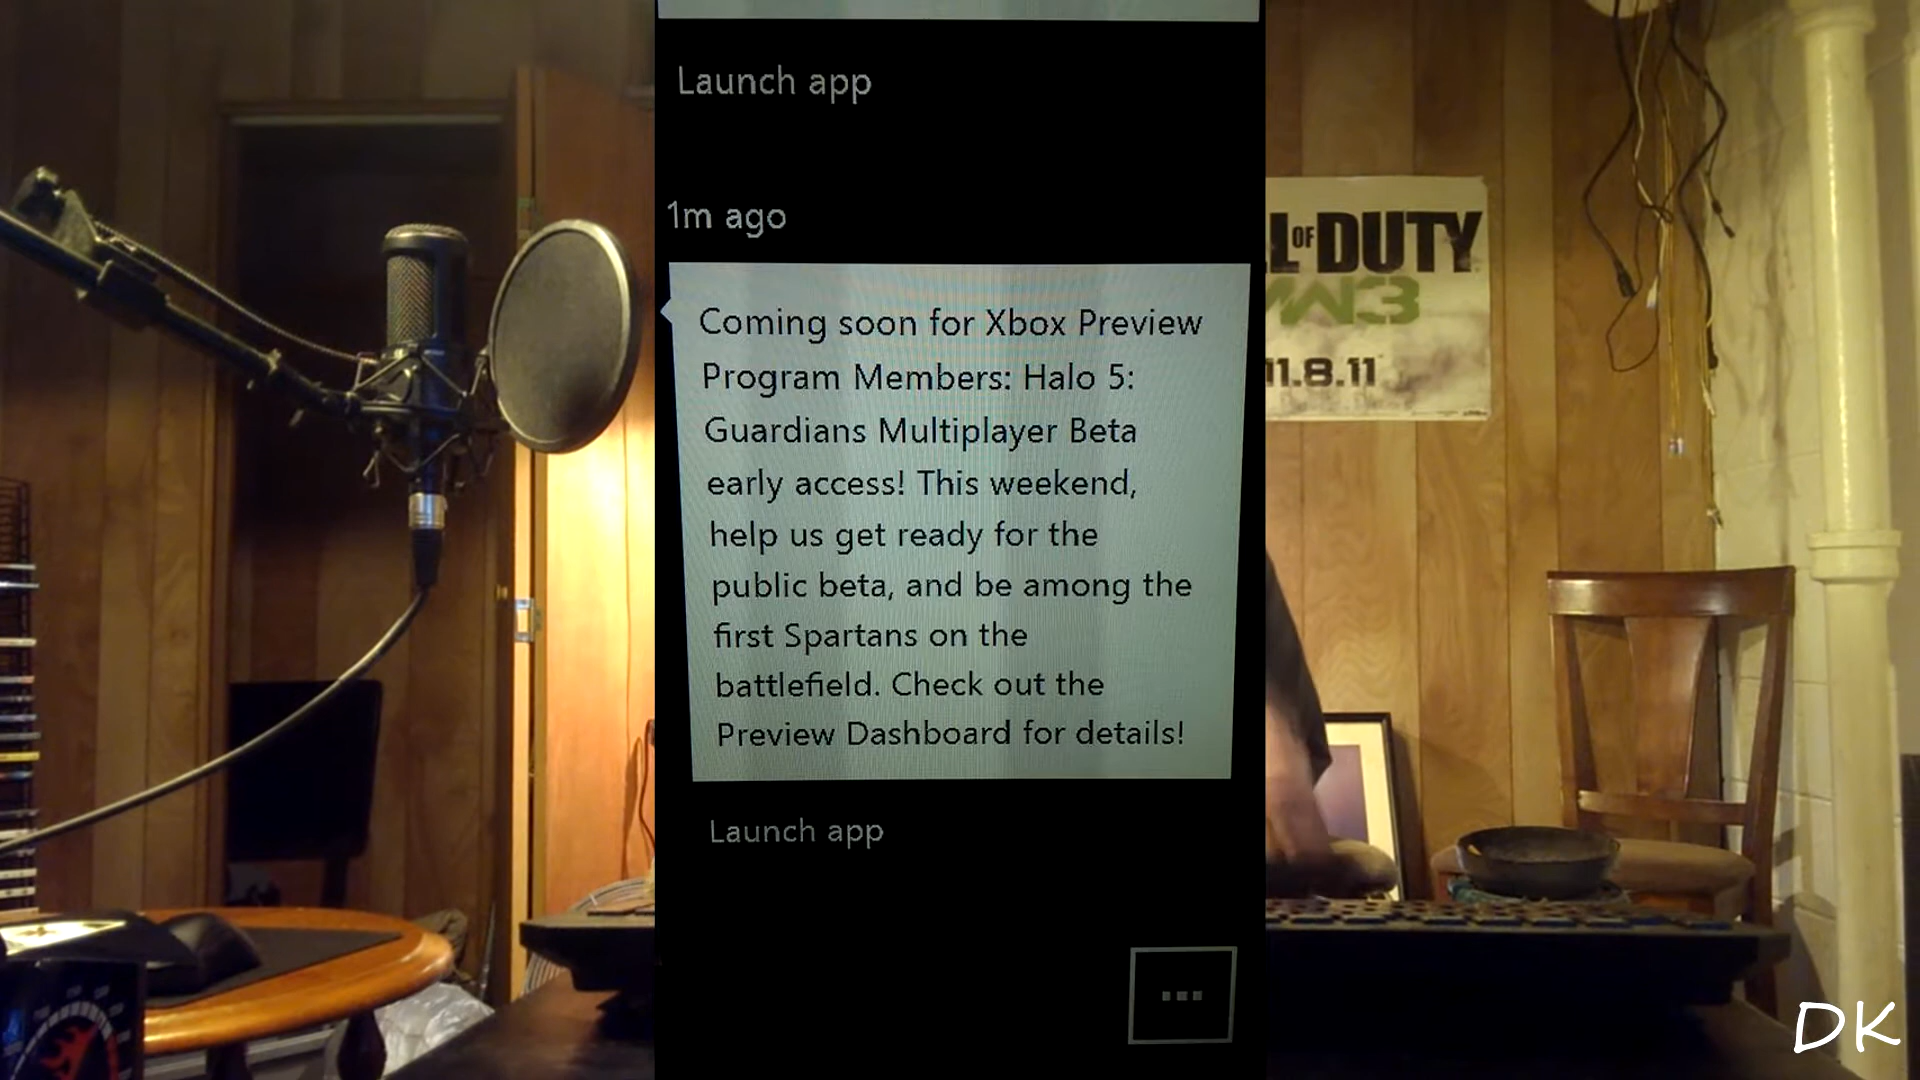 Launch app
1m ago
Coming soon for Xbox Preview
Program Members: Halo 5:
Guardians Multiplayer Beta
early access! This weekend,
help us get ready for the
public beta, and be among the
first Spartans on the
battlefield. Check out the
Preview Dashboard for details!
Launch app
...
L OF DUTY
MW3
11.8.11
DK